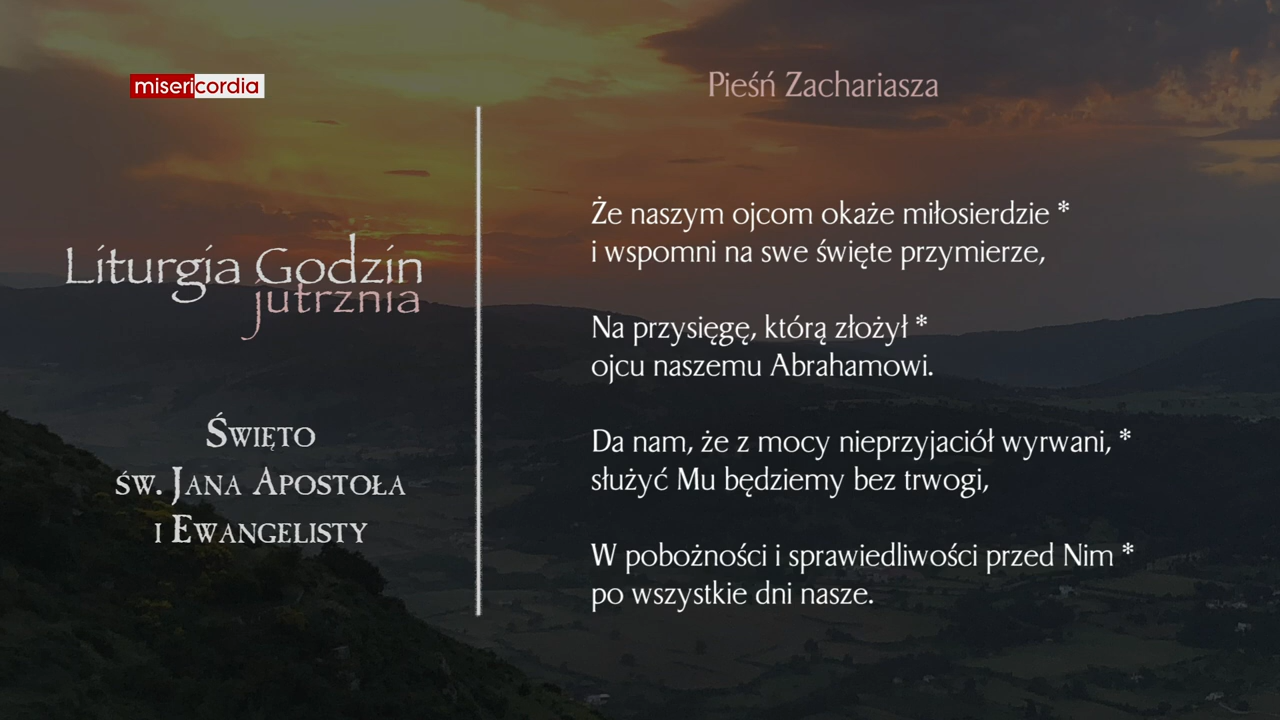 misericordia
Liturgia Godzin
jutrznia
Święto
św. Jana Apostoła
i Ewangelisty
Pieśń Zachariasza
Że naszym ojcom okaże miłosierdzie *
i wspomni na swe święte przymierze,
Na przysięgę, którą złożył *
ojcu naszemu Abrahamowi.
Da nam, że z mocy nieprzyjaciół wyrwani, *
służyć Mu będziemy bez trwogi,
W pobożności i sprawiedliwości przed Nim *
po wszystkie dni nasze.